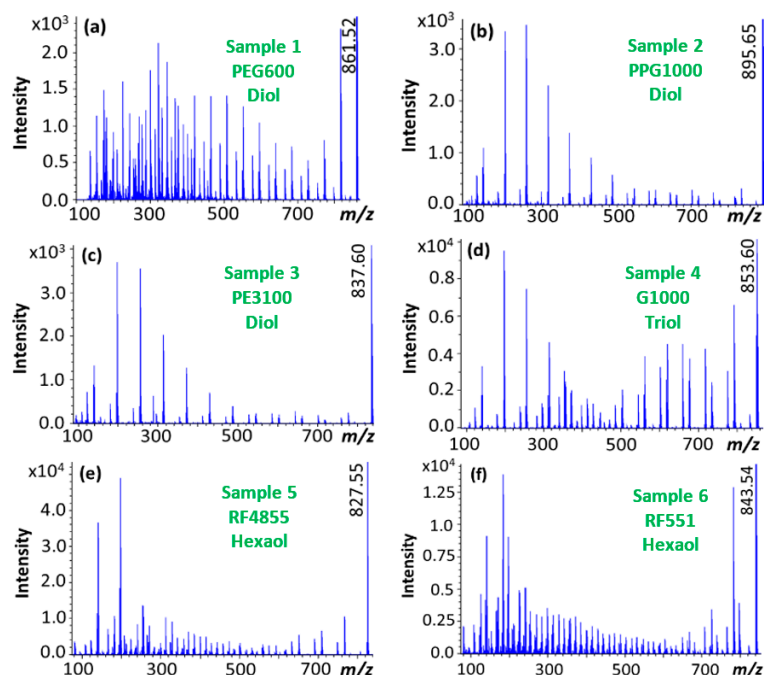 (a)
x10³
Sample 1
PEG600
Diol
861.52
2.0
1.5
1.0
0.5
0.0
Intensity
100 300 500 700 m/z
(b)
x10³
Sample 2
PPG1000
Diol
895.65
3.0
2.0
1.0
0.0
Intensity
100 300 500 700 m/z
(c)
x10³
Sample 3
PE3100
Diol
837.60
3.0
2.0
1.0
0.0
Intensity
100 300 500 700 m/z
(d)
x10⁴
Sample 4
G1000
Triol
853.60
0.8
0.6
0.4
0.2
0.0
Intensity
100 300 500 700 m/z
(e)
x10⁴
Sample 5
RF4855
Hexaol
827.55
4.0
3.0
2.0
1.0
0.0
Intensity
100 300 500 700 m/z
(f)
x10⁴
Sample 6
RF551
Hexaol
843.54
1.25
1.0
0.75
0.5
0.25
0.0
Intensity
100 300 500 700 m/z